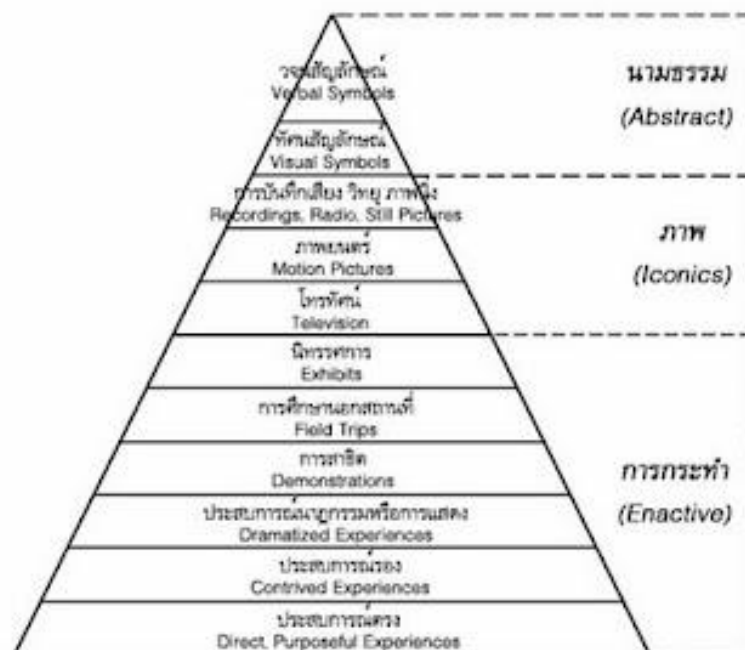 วจนสัญลักษณ์
Verbal Symbols
นามธรรม
(Abstract)
ทัศนสัญลักษณ์
Visual Symbols
การบันทึกเสียง วิทยุ ภาพนิ่ง
Recordings, Radio, Still Pictures
ภาพ
(Iconics)
ภาพยนตร์
Motion Pictures
โทรทัศน์
Television
นิทรรศการ
Exhibits
การศึกษานอกสถานที่
Field Trips
การสาธิต
Demonstrations
การกระทำ
(Enactive)
ประสบการณ์นาฏกรรมหรือการแสดง
Dramatized Experiences
ประสบการณ์รอง
Contrived Experiences
ประสบการณ์ตรง
Direct, Purposeful Experiences